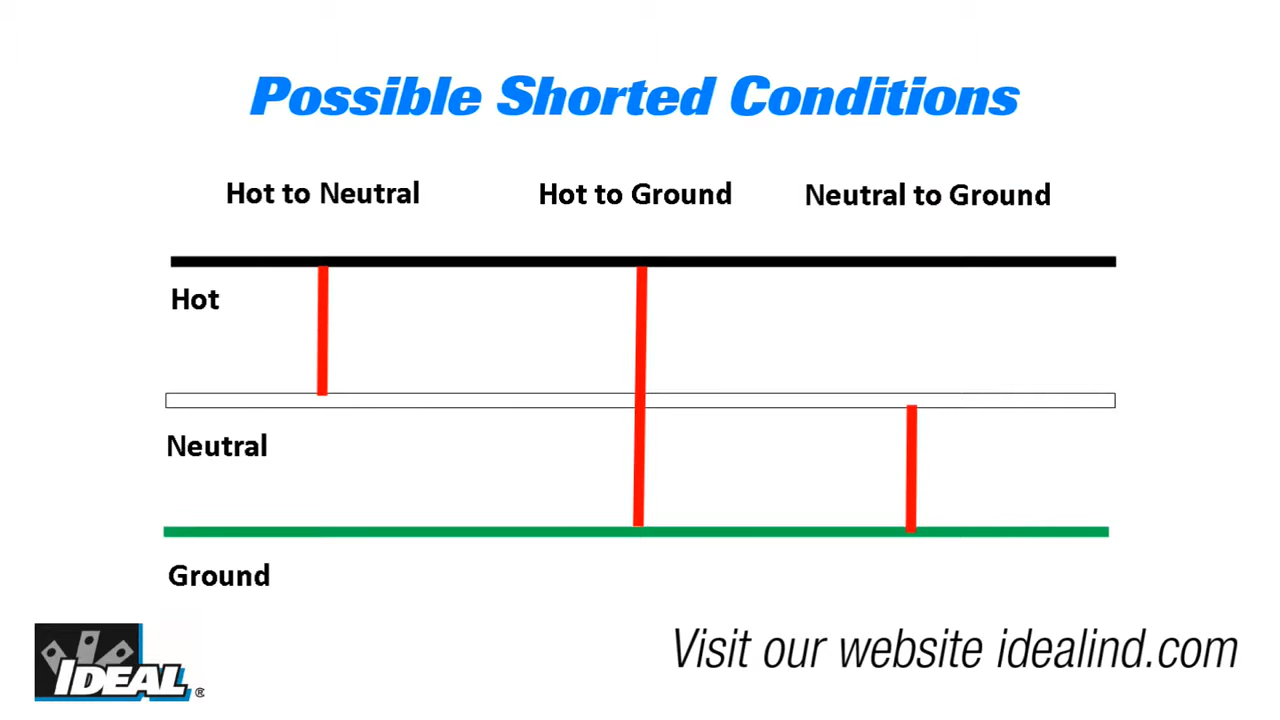 Possible Shorted Conditions
Hot to Neutral
Hot to Ground
Neutral to Ground
Hot
Neutral
Ground
IDEAL®
Visit our website idealind.com